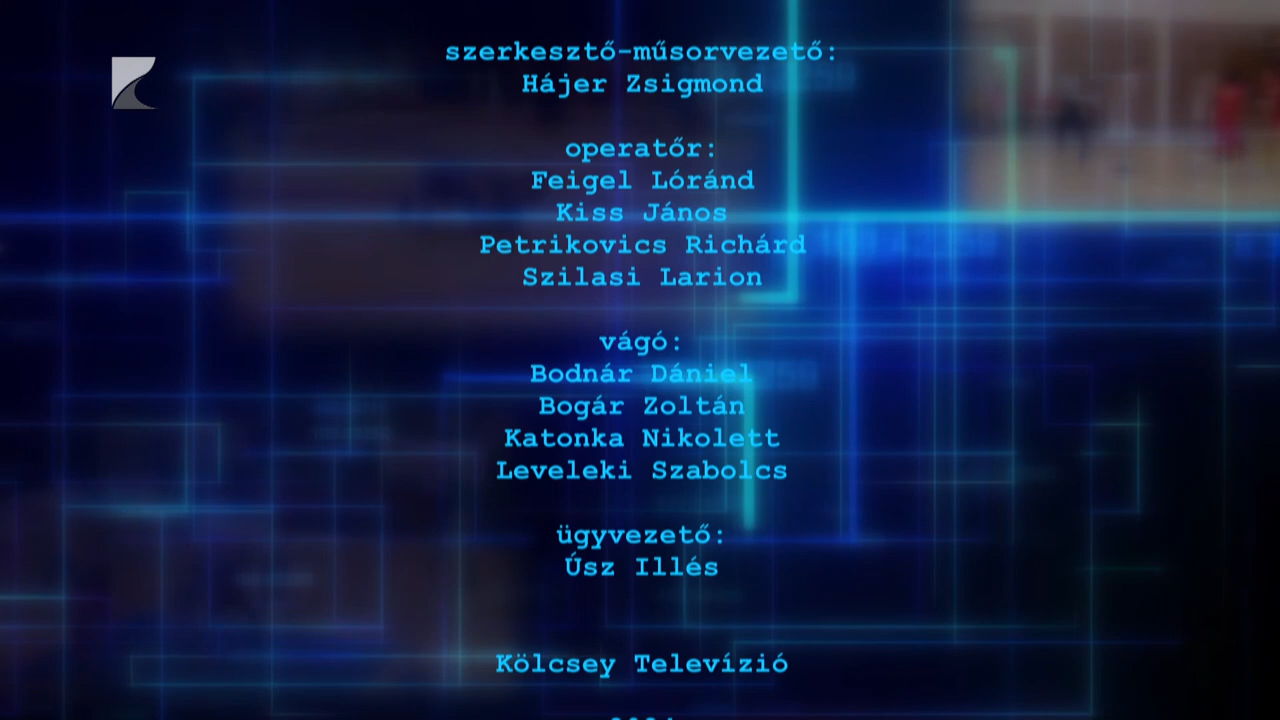 szerkesztő-műsorvezető:
Hájer Zsigmond
operatőr:
Feigel Lóránd
Kiss János
Petrikovics Richárd
Szilasi Larion
vágó:
Bodnár Dániel
Bogár Zoltán
Katonka Nikolett
Leveleki Szabolcs
ügyvezető:
Úsz Illés
Kölcsey Televízió